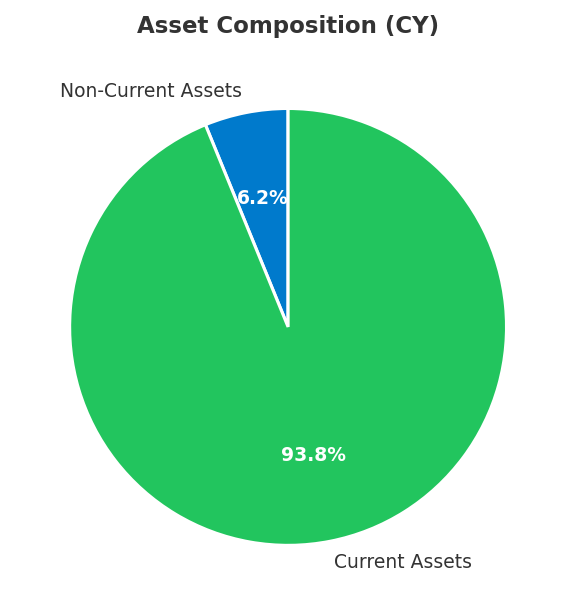 Asset Composition (CY)
Non-Current Assets
6.2%
93.8%
Current Assets